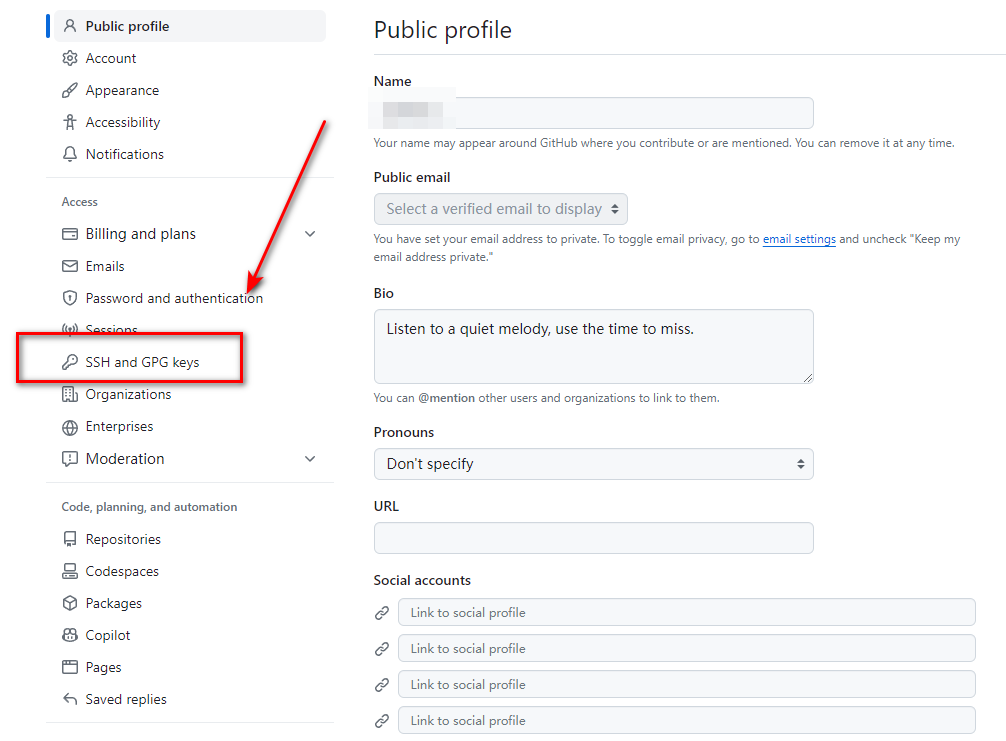 Public profile
Account
Appearance
Accessibility
Notifications
Access
Billing and plans
Emails
Password and authentication
Sessions
SSH and GPG keys
Organizations
Enterprises
Moderation
Code, planning, and automation
Repositories
Codespaces
Packages
Copilot
Pages
Saved replies
Public profile
Name
Your name may appear around GitHub where you contribute or are mentioned. You can remove it at any time.
Public email
Select a verified email to display
You have set your email address to private. To toggle email privacy, go to email settings and uncheck "Keep my
email address private."
Bio
Listen to a quiet melody, use the time to miss.
You can @mention other users and organizations to link to them.
Pronouns
Don't specify
URL
Social accounts
Link to social profile
Link to social profile
Link to social profile
Link to social profile